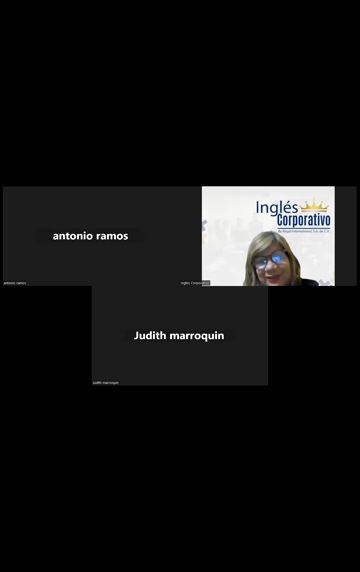 antonio ramos
Inglés
Corporativo
antonio ramos
Inglés Corporativo
Judith marroquin
Judith marroquin